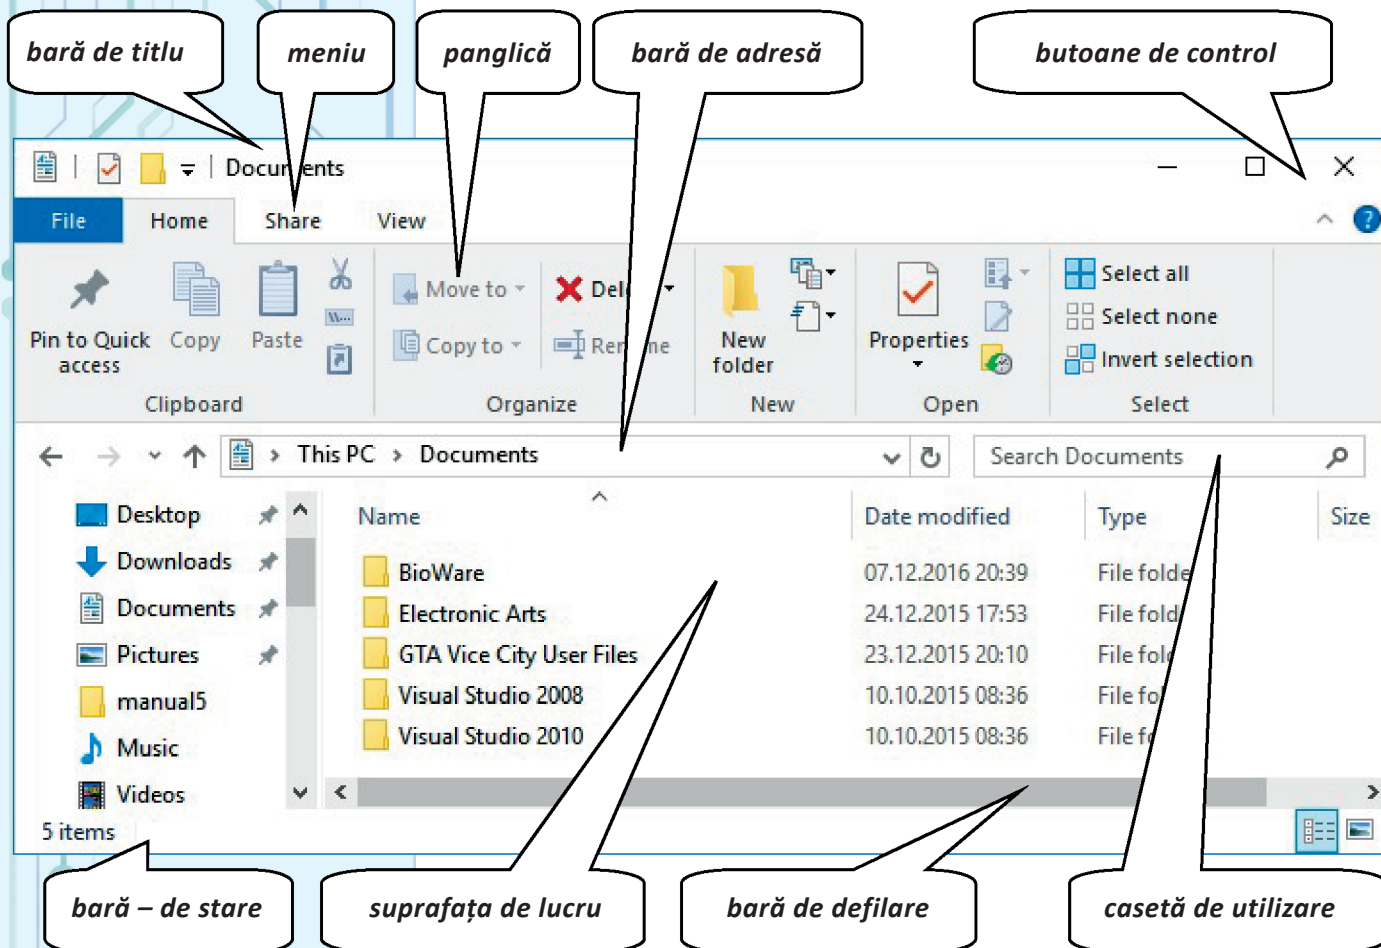 bară de titlu
meniu
panglică
bară de adresă
butoane de control
Documents
File
Home
Share
View
Pin to Quick
access
Copy
Paste
Move to
Copy to
Delete
Rename
New
folder
Properties
Select all
Select none
Invert selection
Clipboard
Organize
New
Open
Select
This PC > Documents
Search Documents
Desktop
Downloads
Documents
Pictures
manual5
Music
Videos
Name Date modified Type Size
BioWare 07.12.2016 20:39 File folde
Electronic Arts 24.12.2015 17:53 File fold
GTA Vice City User Files 23.12.2015 20:10 File fol
Visual Studio 2008 10.10.2015 08:36 File fo
Visual Studio 2010 10.10.2015 08:36 File fo
5 items
bară – de stare
suprafața de lucru
bară de defilare
casetă de utilizare